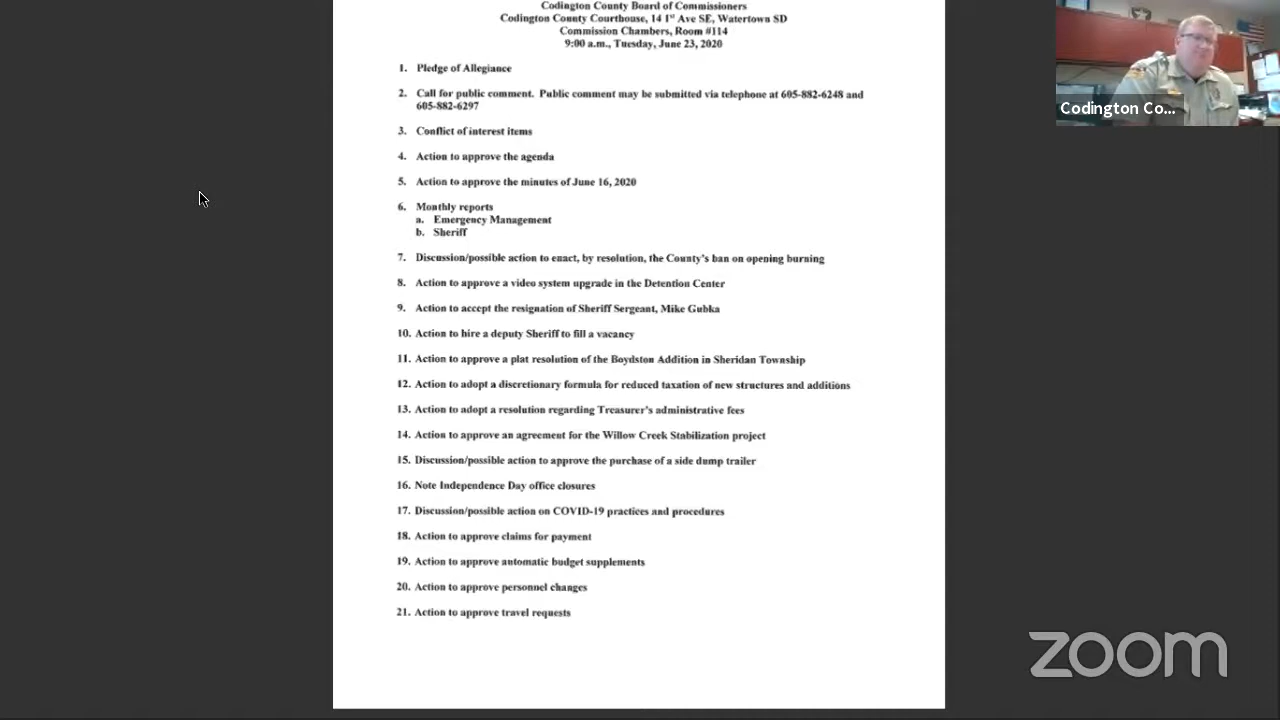 Codington County Board of Commissioners
Codington County Courthouse, 14 1st Ave SE, Watertown SD
Commission Chambers, Room #114
9:00 a.m., Tuesday, June 23, 2020
1. Pledge of Allegiance
2. Call for public comment. Public comment may be submitted via telephone at 605-882-6248 and
605-882-6297
3. Conflict of interest items
4. Action to approve the agenda
5. Action to approve the minutes of June 16, 2020
6. Monthly reports
a. Emergency Management
b. Sheriff
7. Discussion/possible action to enact, by resolution, the County's ban on opening burning
8. Action to approve a video system upgrade in the Detention Center
9. Action to accept the resignation of Sheriff Sergeant, Mike Gubka
10. Action to hire a deputy Sheriff to fill a vacancy
11. Action to approve a plat resolution of the Boydston Addition in Sheridan Township
12. Action to adopt a discretionary formula for reduced taxation of new structures and additions
13. Action to adopt a resolution regarding Treasurer's administrative fees
14. Action to approve an agreement for the Willow Creek Stabilization project
15. Discussion/possible action to approve the purchase of a side dump trailer
16. Note Independence Day office closures
17. Discussion/possible action on COVID-19 practices and procedures
18. Action to approve claims for payment
19. Action to approve automatic budget supplements
20. Action to approve personnel changes
21. Action to approve travel requests
Codington Co...
zoom